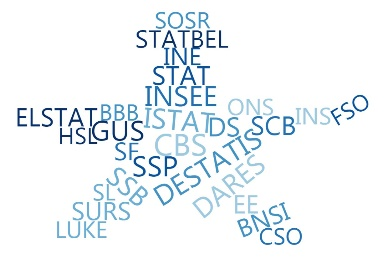 SOSR
STATBEL
INE
STAT
INSEE
ELSTAT
BBB
ISTAT
ONS
INS
FSO
HSL
GUS
DS
SCB
SF
CBS
SSP
DESTATIS
SSB
DARES
SL
SURS
EE
LUKE
BNSI
CSO